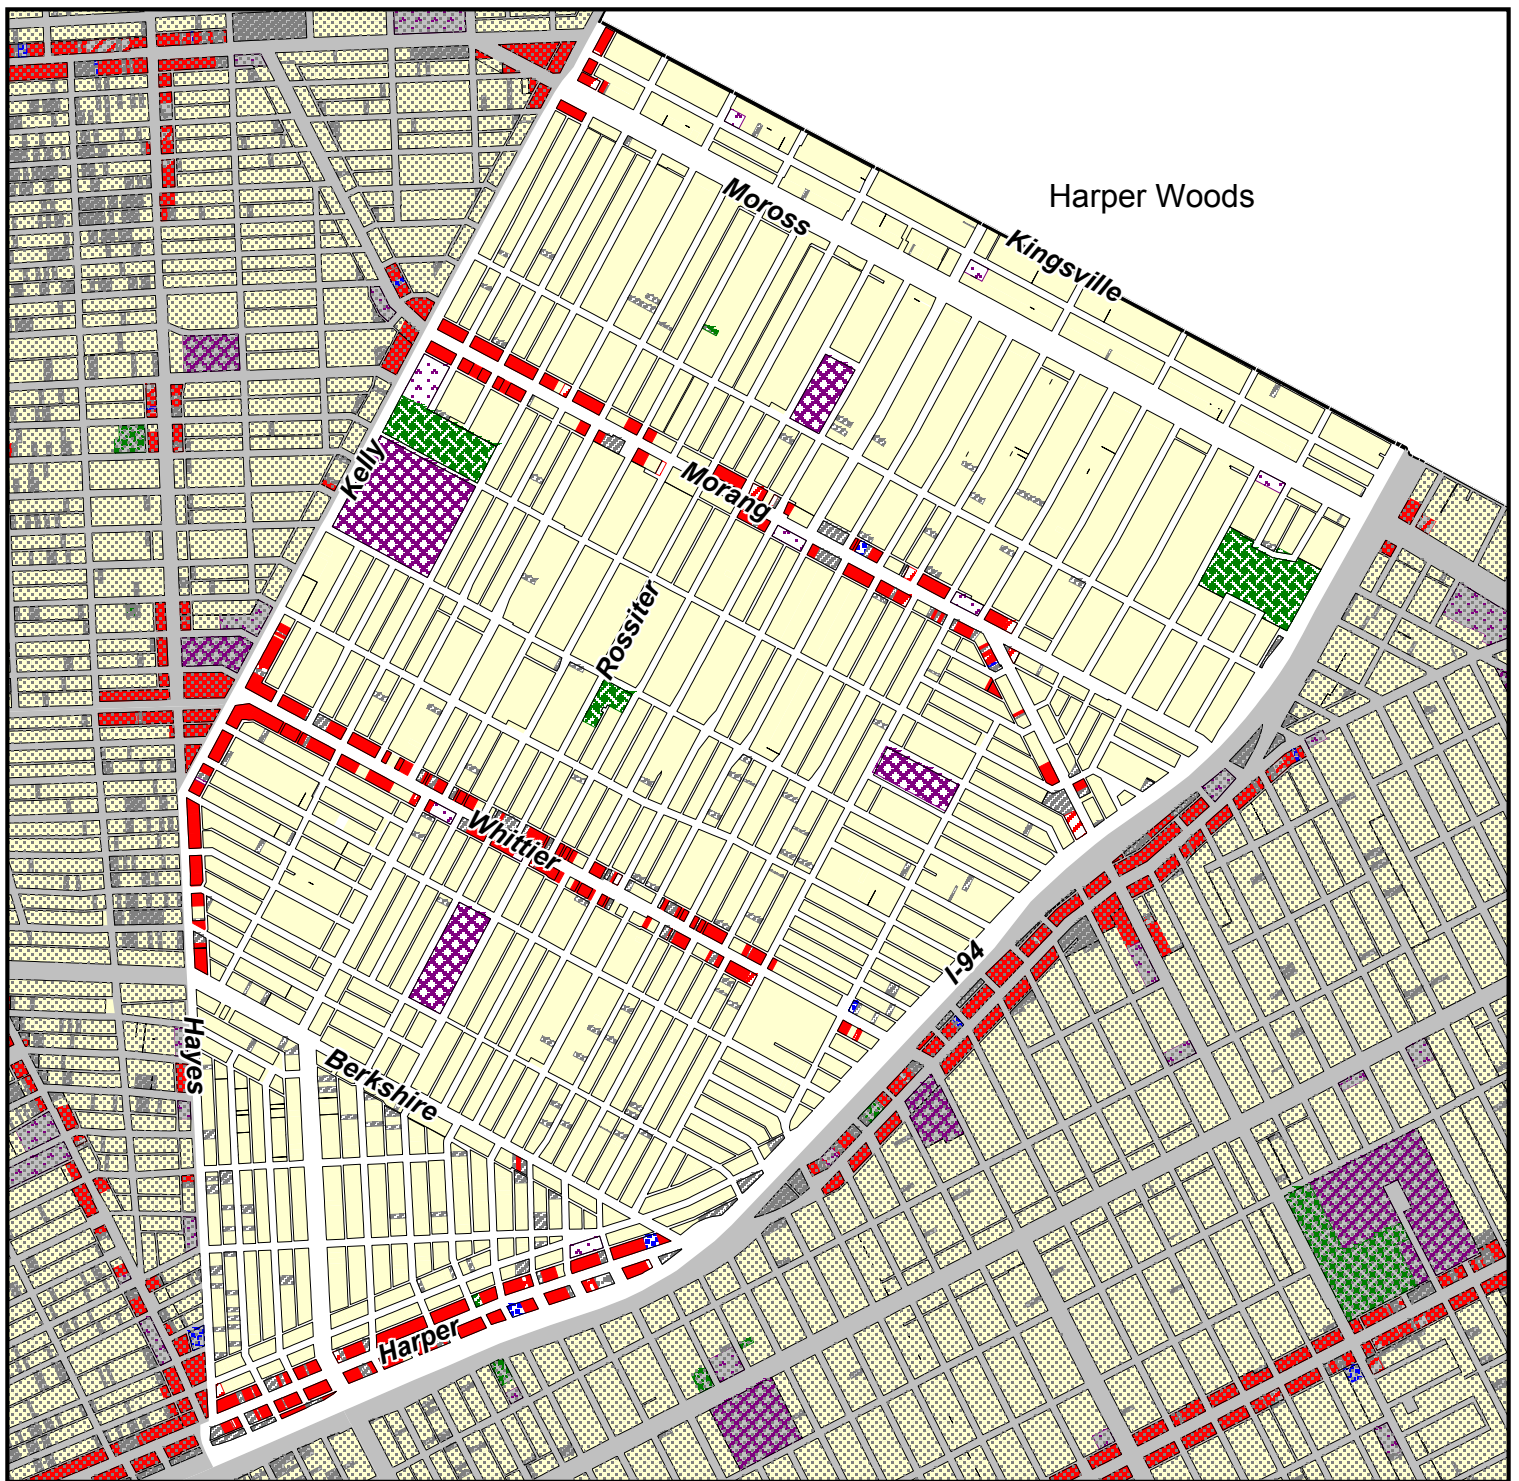 Harper Woods
Moross
Kingsville
Kelly
Morang
Rossiter
Whittier
I-94
Hayes
Berkshire
Harper